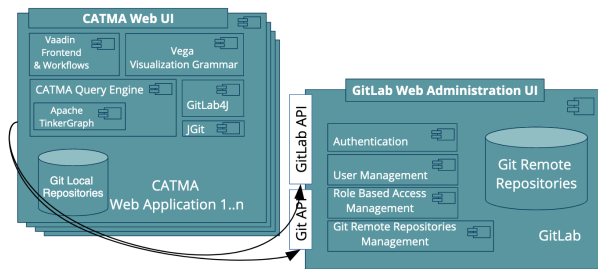 CATMA Web UI
Vaadin
Frontend
& Workflows
Vega
Visualization Grammar
CATMA Query Engine
Apache
TinkerGraph
GitLab4J
JGit
Git Local
Repositories
CATMA
Web Application 1..n
GitLab API
Git API
GitLab Web Administration UI
Authentication
User Management
Role Based Access
Management
Git Remote Repositories
Management
Git Remote
Repositories
GitLab